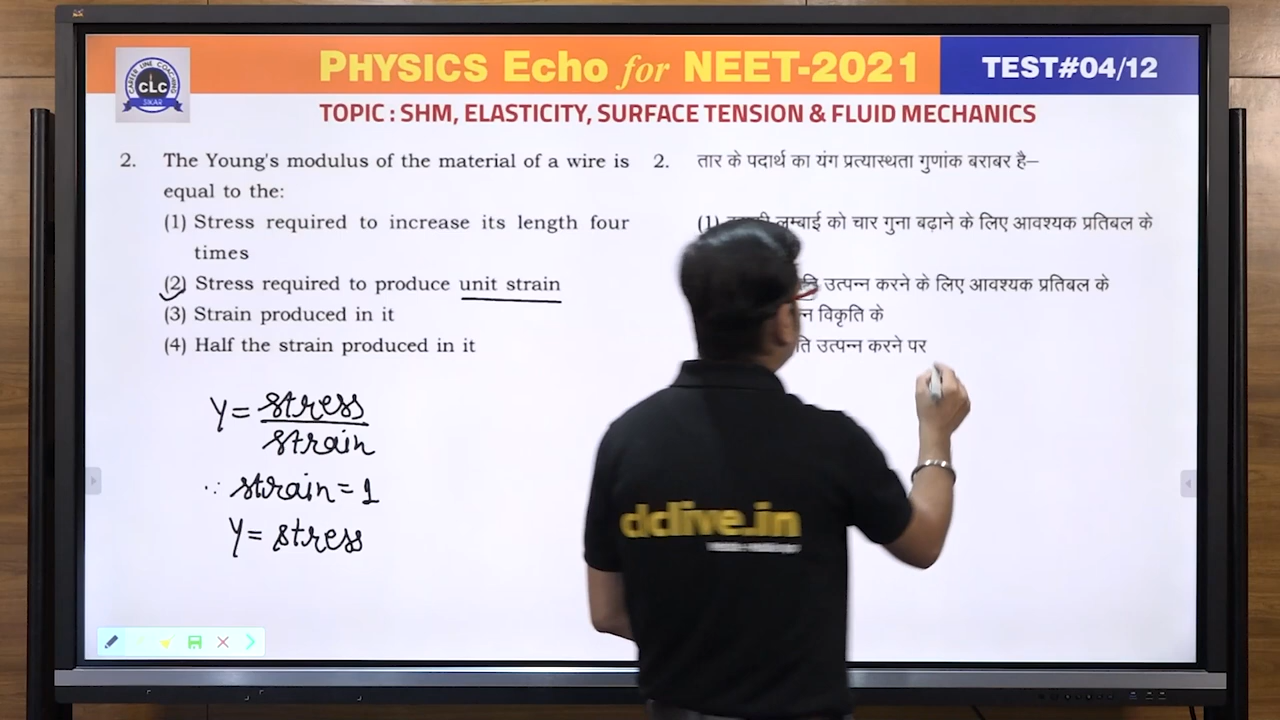 PHYSICS Echo for NEET-2021
TEST#04/12
CAREER LINE COACHING
CLC
SIKAR
TOPIC : SHM, ELASTICITY, SURFACE TENSION & FLUID MECHANICS
2. The Young's modulus of the material of a wire is
equal to the:
(1) Stress required to increase its length four
times
(2) Stress required to produce unit strain
(3) Strain produced in it
(4) Half the strain produced in it
Y = stress
strain
∵ strain = 1
Y = stress
2. तार के पदार्थ का यंग प्रत्यास्थता गुणांक बराबर है–
(1) लम्बाई को चार गुना बढ़ाने के लिए आवश्यक प्रतिबल के
उत्पन्न करने के लिए आवश्यक प्रतिबल के
विकृति के
उत्पन्न करने पर
clclive.in